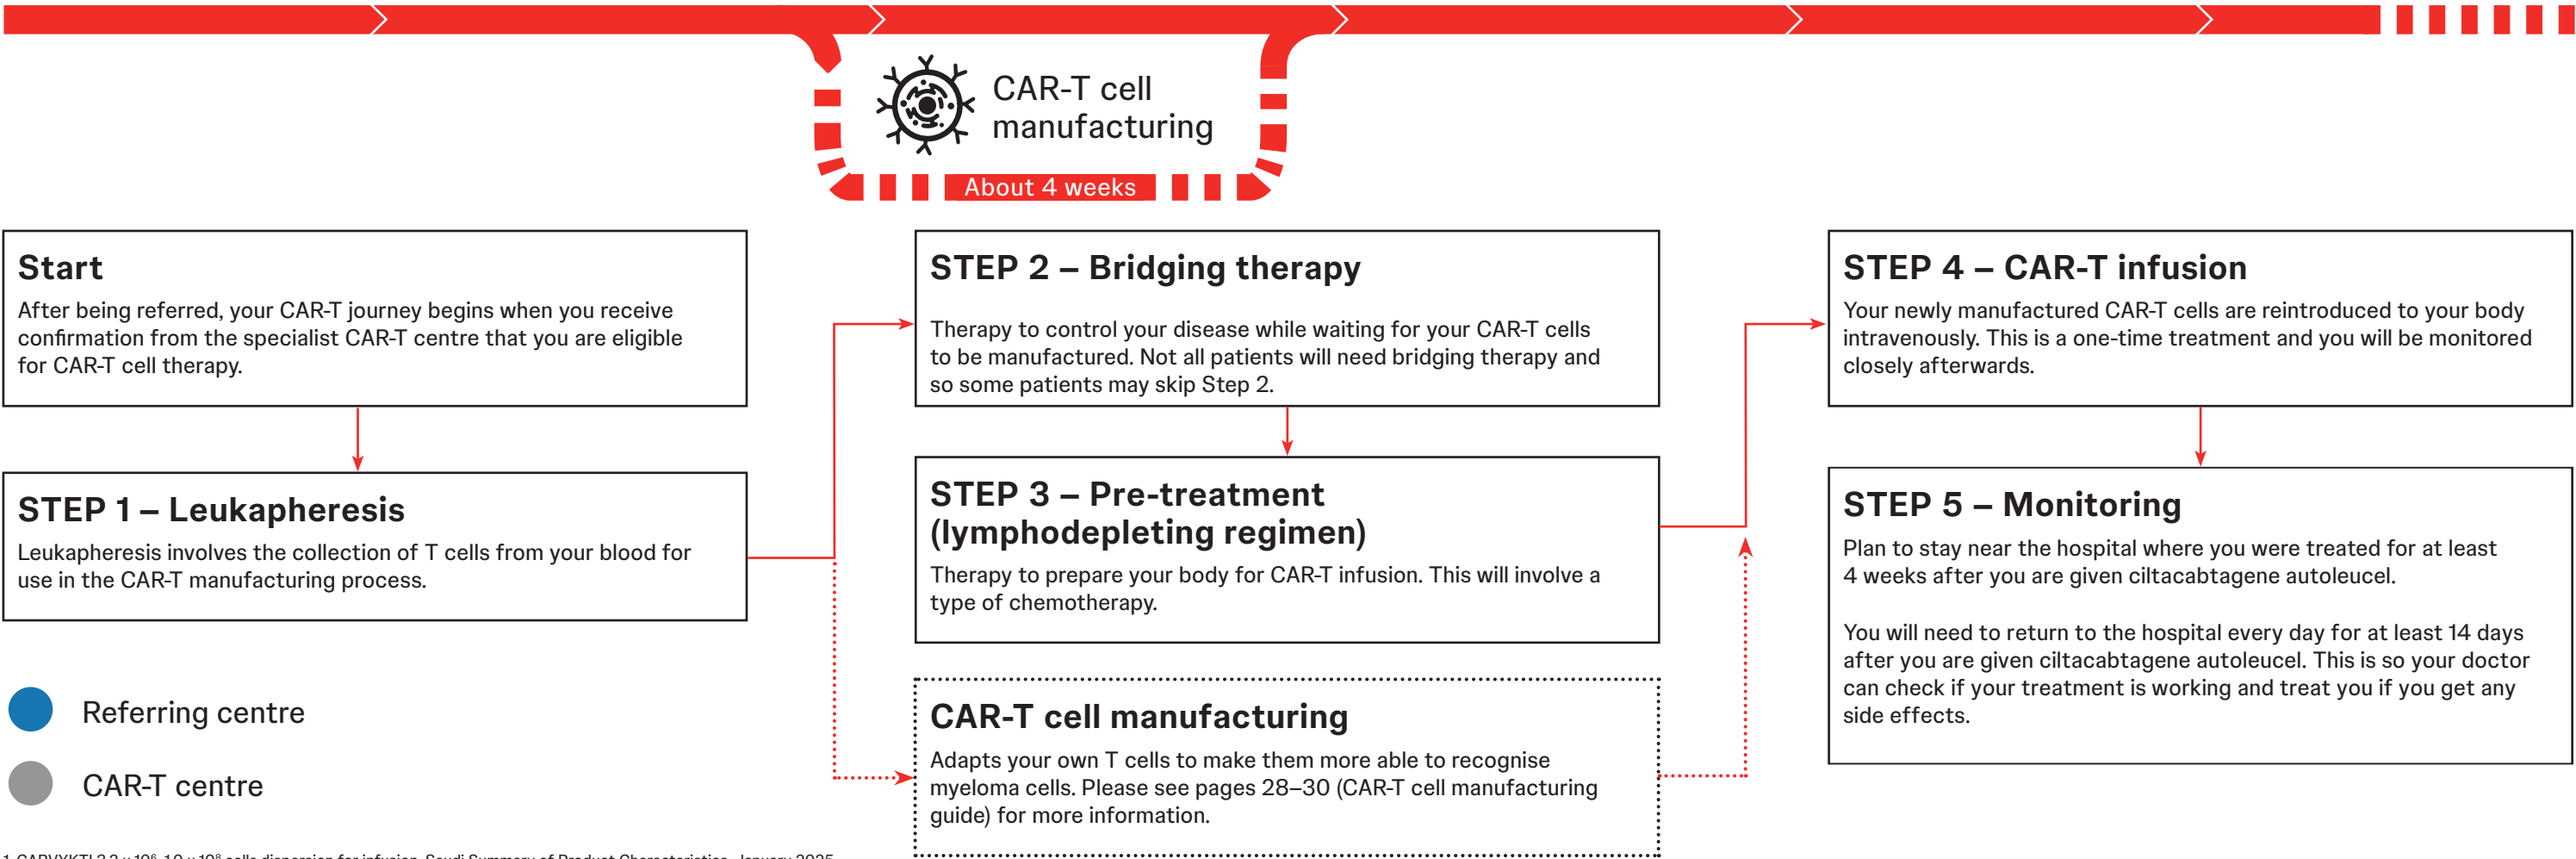 CAR-T cell
manufacturing
About 4 weeks
Start
After being referred, your CAR-T journey begins when you receive
confirmation from the specialist CAR-T centre that you are eligible
for CAR-T cell therapy.
STEP 1 – Leukapheresis
Leukapheresis involves the collection of T cells from your blood for
use in the CAR-T manufacturing process.
Referring centre
CAR-T centre
STEP 2 – Bridging therapy
Therapy to control your disease while waiting for your CAR-T cells
to be manufactured. Not all patients will need bridging therapy and
so some patients may skip Step 2.
STEP 3 – Pre-treatment
(lymphodepleting regimen)
Therapy to prepare your body for CAR-T infusion. This will involve a
type of chemotherapy.
CAR-T cell manufacturing
Adapts your own T cells to make them more able to recognise
myeloma cells. Please see pages 28–30 (CAR-T cell manufacturing
guide) for more information.
STEP 4 – CAR-T infusion
Your newly manufactured CAR-T cells are reintroduced to your body
intravenously. This is a one-time treatment and you will be monitored
closely afterwards.
STEP 5 – Monitoring
Plan to stay near the hospital where you were treated for at least
4 weeks after you are given ciltacabtagene autoleucel.
You will need to return to the hospital every day for at least 14 days
after you are given ciltacabtagene autoleucel. This is so your doctor
can check if your treatment is working and treat you if you get any
side effects.